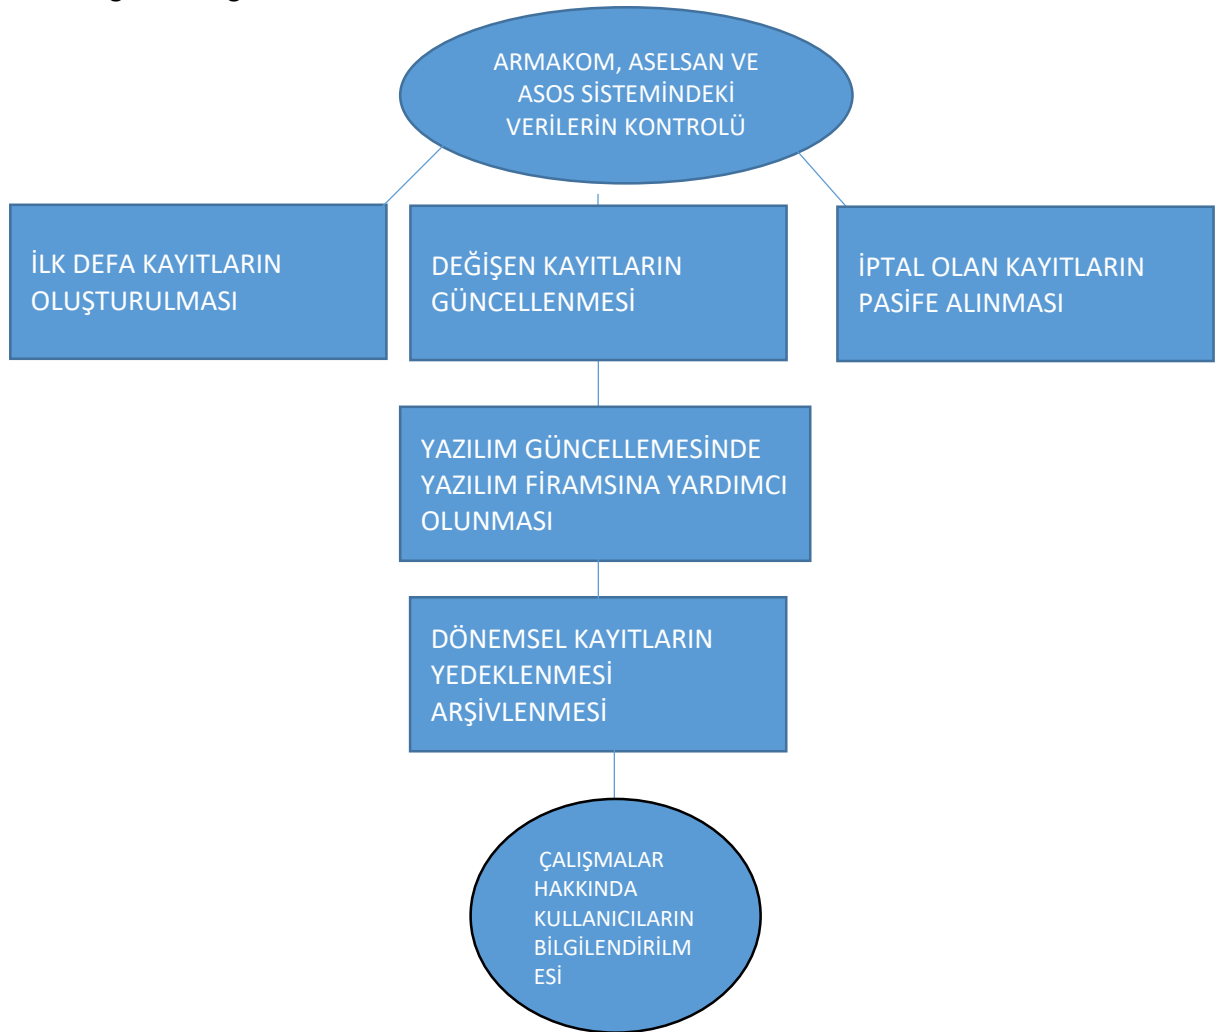 ARMAKOM, ASELSAN VE
ASOS SİSTEMİNDEKİ
VERİLERİN KONTROLÜ
İLK DEFA KAYITLARIN
OLUŞTURULMASI
DEĞİŞEN KAYITLARIN
GÜNCELLENMESİ
İPTAL OLAN KAYITLARIN
PASİFE ALINMASI
YAZILIM GÜNCELLEMESİNDE
YAZILIM FİRAMSINA YARDIMCI
OLUNMASI
DÖNEMSEL KAYITLARIN
YEDEKLENMESİ
ARŞİVLENMESİ
ÇALIŞMALAR
HAKKINDA
KULLANICILARIN
BİLGİLENDİRİLM
ESİ